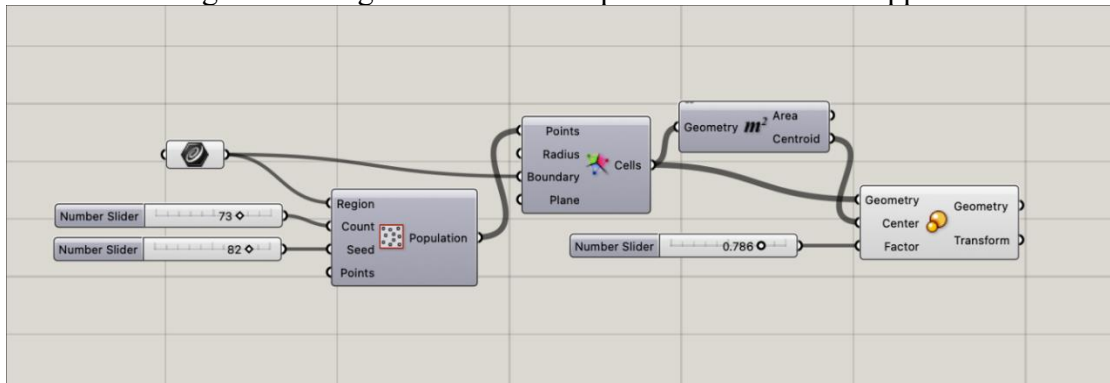 Points
Radius
Boundary
Plane
Cells
Geometry
m²
Area
Centroid
Number Slider
73
Number Slider
82
Region
Count
Seed
Points
Population
Number Slider
0.786
Geometry
Center
Factor
Geometry
Transform